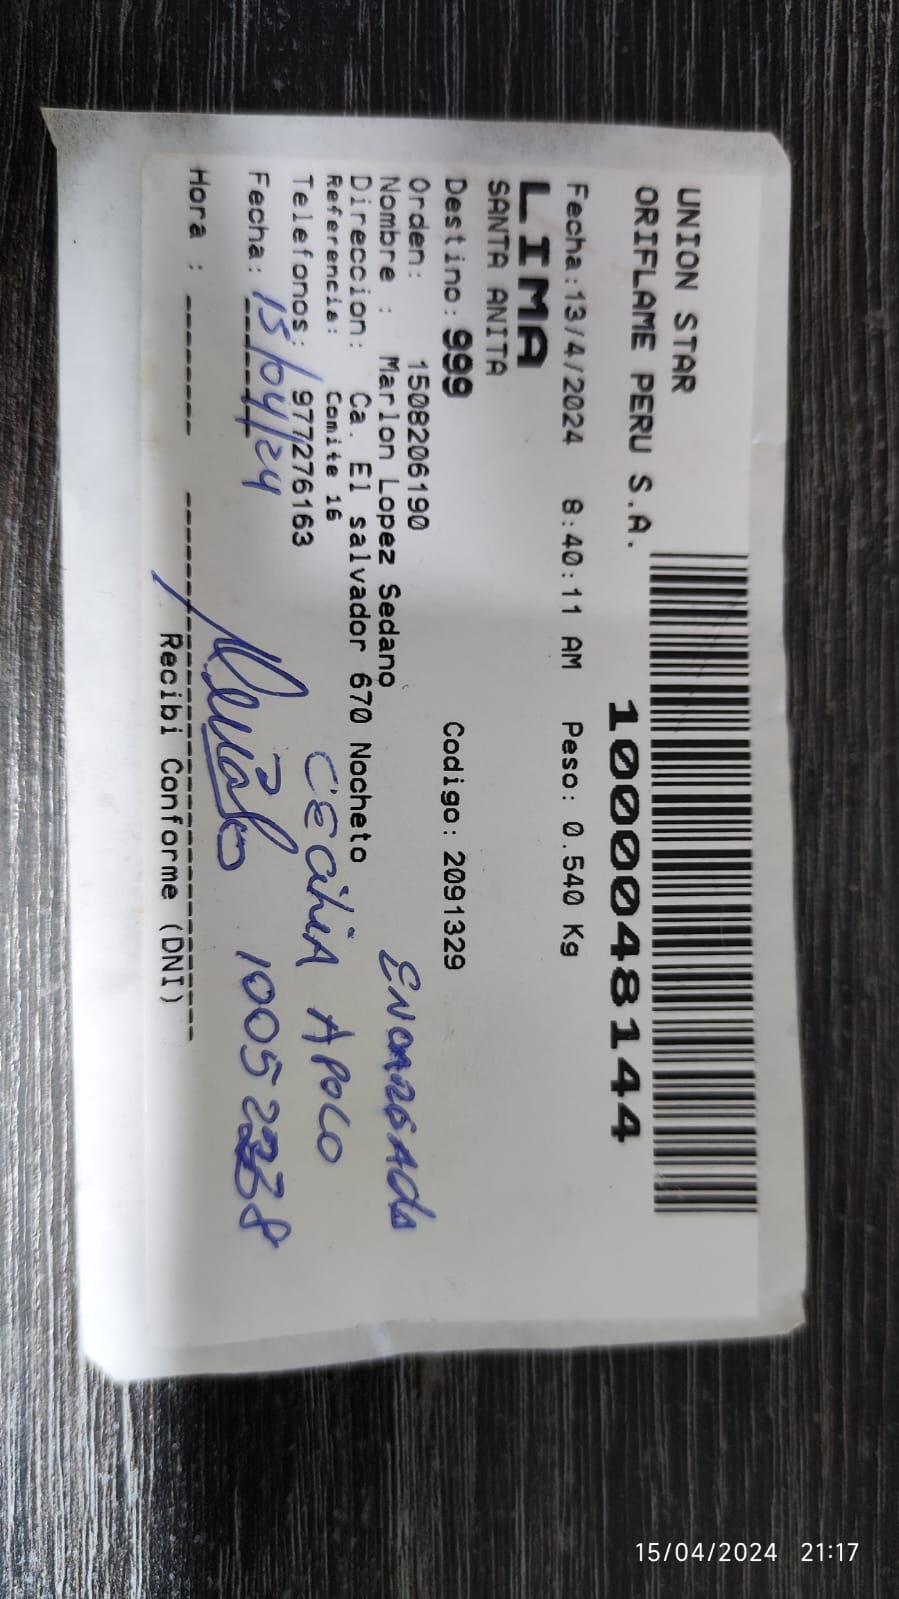 UNION STAR
ORIFLAME PERU S.A.
1000048144
Fecha:13/4/2024 8:40:11 AM Peso: 0.540 Kg
LIMA
SANTA ANITA
Destino: 999 Codigo: 2091329
Orden: 1508206190
Nombre : Marlon Lopez Sedano
ENCARGADA
Direccion: Ca. El salvador 670 Nocheto
Referencia: Comite 16
CECiliA APOLO
Telefonos: 977276163
Fecha: 15/04/24
Hora :
Recibi Conforme (DNI)
15/04/2024 21:17